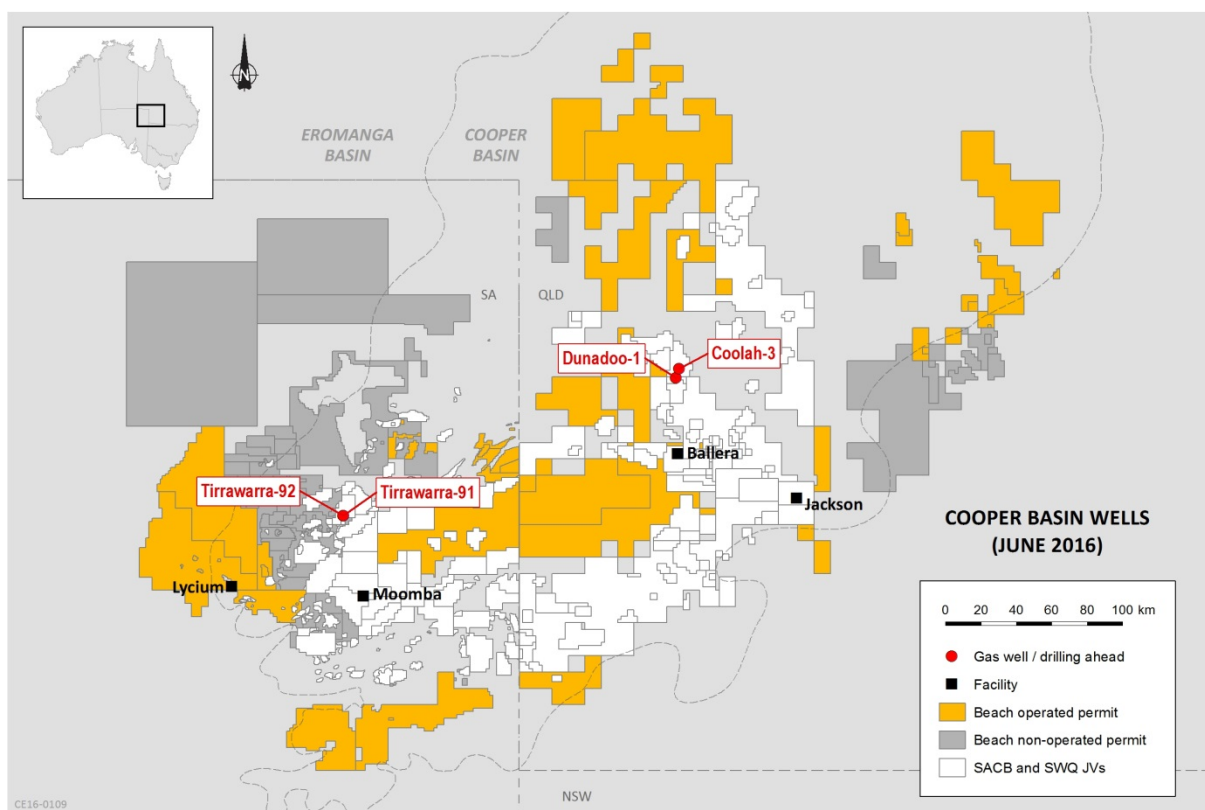 N
EROMANGA
BASIN
COOPER
BASIN
SA
QLD
Dunadoo-1
Coolah-3
Ballera
Tirrawarra-92
Tirrawarra-91
Jackson
COOPER BASIN WELLS
(JUNE 2016)
Lycium
Moomba
0 20 40 60 80 100 km
Gas well / drilling ahead
Facility
Beach operated permit
Beach non-operated permit
SACB and SWQ JVs
NSW
CE16-0109